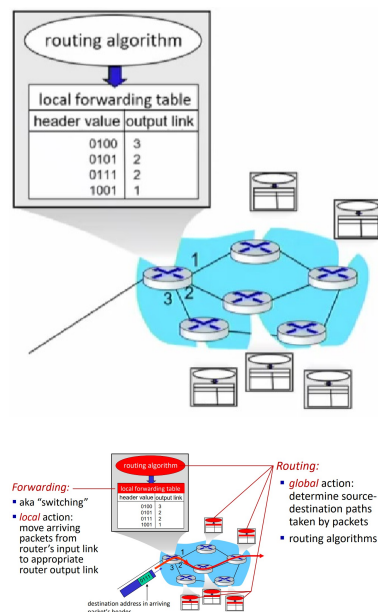 routing algorithm
local forwarding table
header value output link
0100 3
0101 2
0111 2
1001 1
1
2
3
routing algorithm
Routing:
global action:
determine source-
destination paths
taken by packets
routing algorithms
Forwarding:
aka “switching”
local action:
move arriving
packets from
router’s input link
to appropriate
router output link
local forwarding table
header value output link
0100 3
0101 2
0111 2
1001 1
1
3 2
0111
destination address in arriving
packet’s header